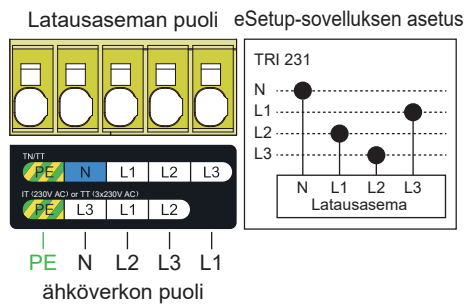 Latausaseman puoli
TN/TT
PE N L1 L2 L3
IT (230V AC) or TT (3x230V AC)
PE L3 L1 L2
PE N L2 L3 L1
ähköverkon puoli
eSetup-sovelluksen asetus
TRI 231
N
L1
L2
L3
N L1 L2 L3
Latausasema